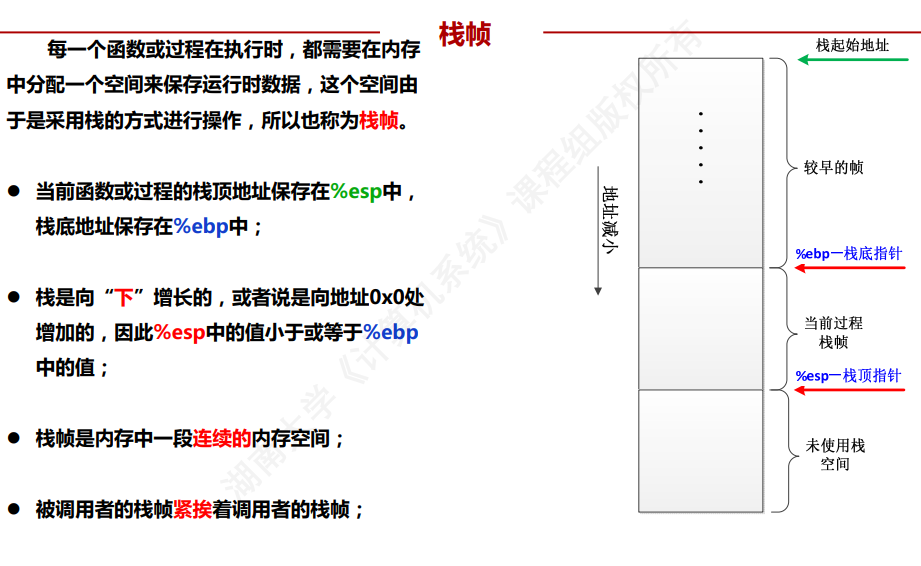 栈帧
每一个函数或过程在执行时，都需要在内存
中分配一个空间来保存运行时数据，这个空间由
于是采用栈的方式进行操作，所以也称为栈帧。
● 当前函数或过程的栈顶地址保存在%esp中，
栈底地址保存在%ebp中；
● 栈是向“下”增长的，或者说是向地址0x0处
增加的，因此%esp中的值小于或等于%ebp
中的值；
● 栈帧是内存中一段连续的内存空间；
● 被调用者的栈帧紧挨着调用者的栈帧；
栈起始地址
较早的帧
地址减小
%ebp—栈底指针
当前过程
栈帧
%esp—栈顶指针
未使用栈
空间
湖南大学《计算机系统》课程组版权所有